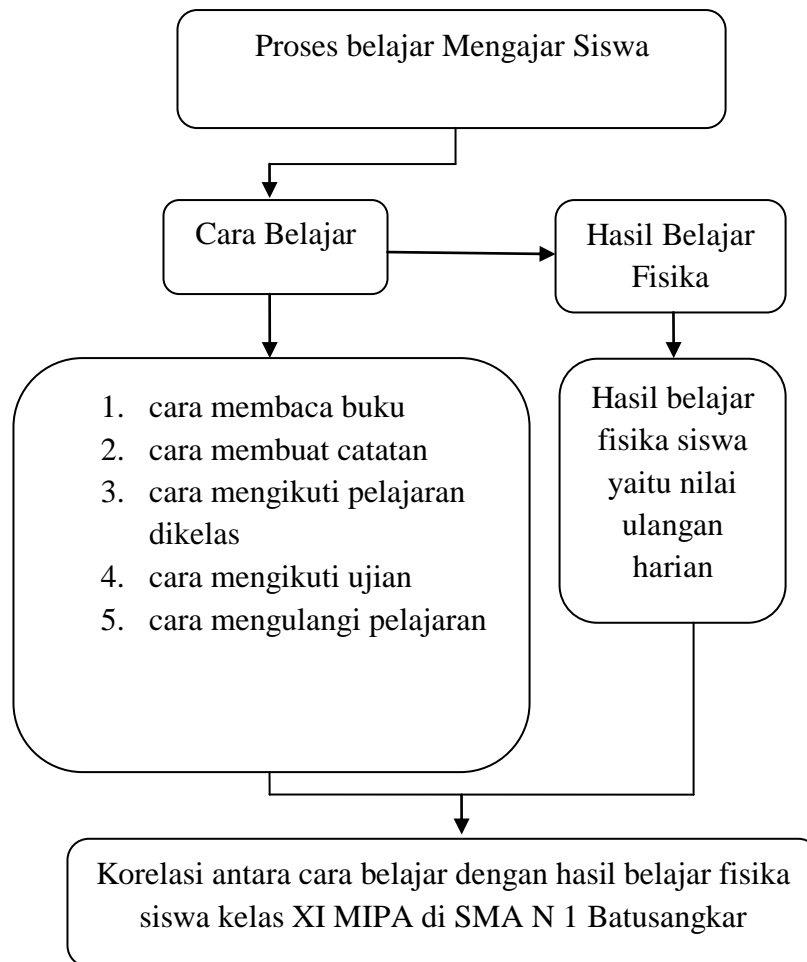 Proses belajar Mengajar Siswa
Cara Belajar
Hasil Belajar
Fisika
1. cara membaca buku
2. cara membuat catatan
3. cara mengikuti pelajaran
dikelas
4. cara mengikuti ujian
5. cara mengulangi pelajaran
Hasil belajar
fisika siswa
yaitu nilai
ulangan
harian
Korelasi antara cara belajar dengan hasil belajar fisika
siswa kelas XI MIPA di SMA N 1 Batusangkar